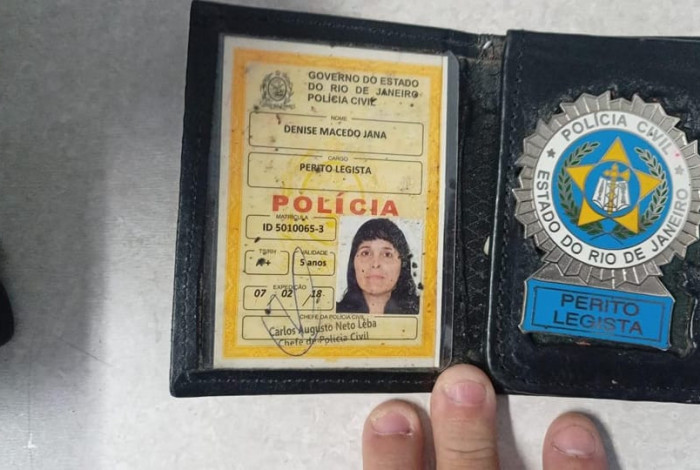 GOVERNO DO ESTADO
DO RIO DE JANEIRO
POLÍCIA CIVIL
NOME
DENISE MACEDO JANA
CARGO
PERITO LEGISTA
POLÍCIA
MATRÍCULA
ID 5010065-3
TS/RH
A+
VALIDADE
5 anos
EXPEDIÇÃO
07 02 18
CHEFE DA POLÍCIA CIVIL
Carlos Augusto Neto Leba
Chefe de Polícia Civil
POLÍCIA CIVIL
ESTADO DO RIO DE JANEIRO
PERITO
LEGISTA